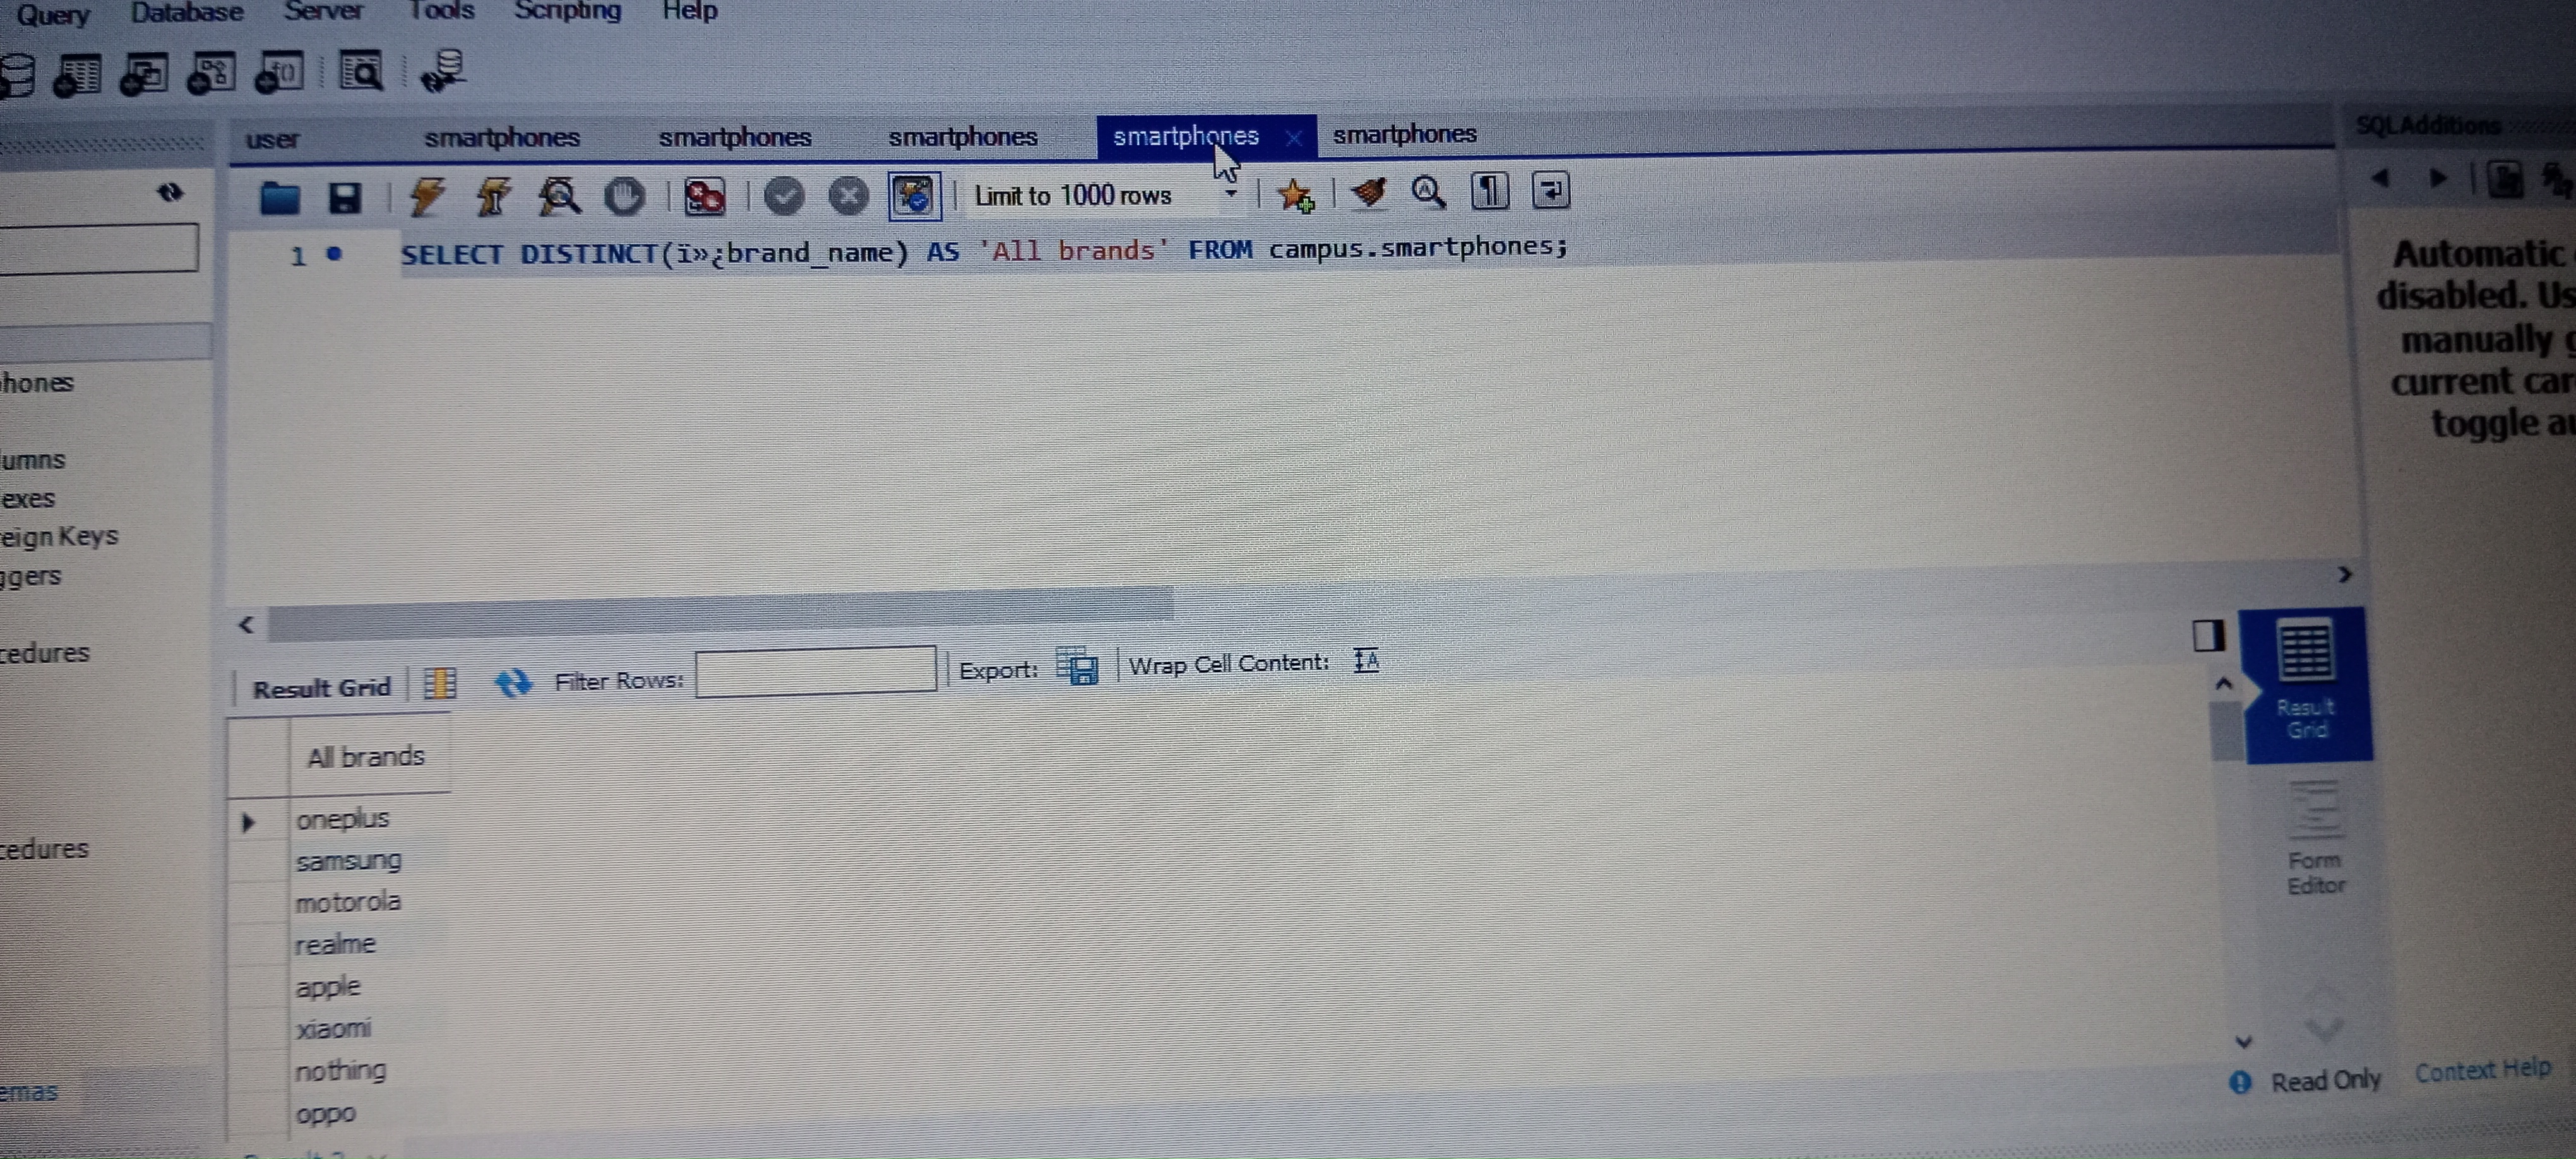 Query Database Server Tools Scripting Help
user smartphones smartphones smartphones smartphones smartphones
SQLAdditions
Limit to 1000 rows
1 SELECT DISTINCT(ï»¿brand_name) AS 'All brands' FROM campus.smartphones;
Automatic
disabled. Us
manually g
current car
toggle au
hones
umns
exes
eign Keys
ggers
cedures
cedures
emas
Result Grid Filter Rows: Export: Wrap Cell Content:
All brands
oneplus
samsung
motorola
realme
apple
xiaomi
nothing
oppo
Result
Grid
Form
Editor
Read Only Context Help